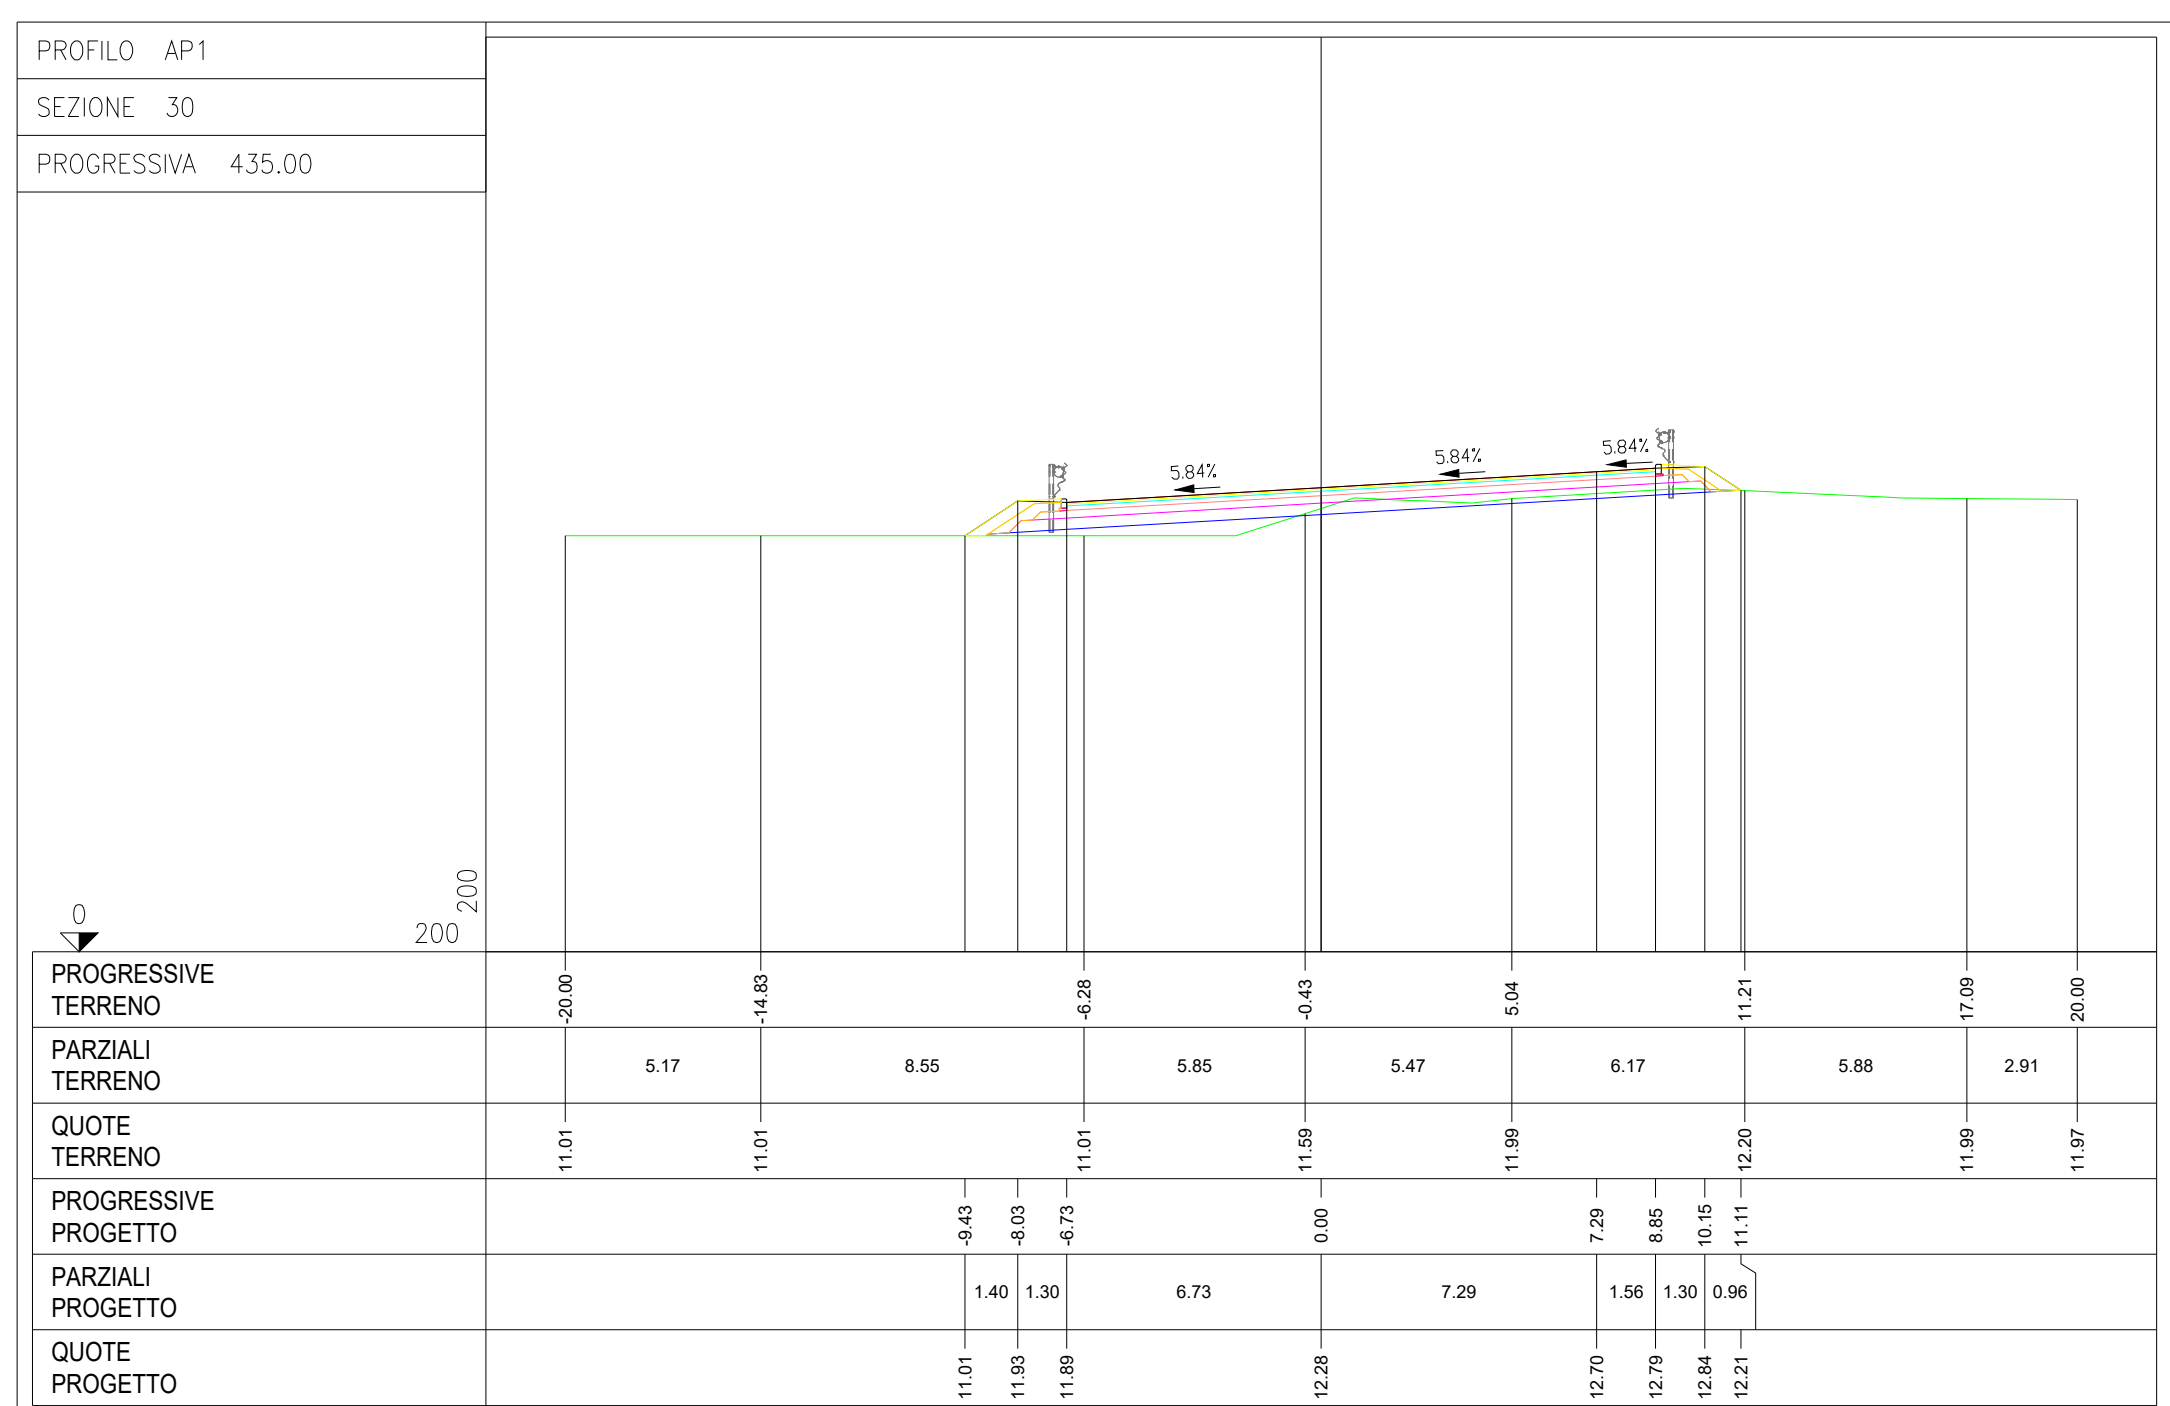 PROFILO AP1
SEZIONE 30
PROGRESSIVA 435.00
5.84%
5.84%
5.84%
0
200
200
PROGRESSIVE
TERRENO
-20.00 -14.83 -6.28 -0.43 5.04 11.21 17.09 20.00
PARZIALI
TERRENO
5.17 8.55 5.85 5.47 6.17 5.88 2.91
QUOTE
TERRENO
11.01 11.01 11.01 11.59 11.99 12.20 11.99 11.97
PROGRESSIVE
PROGETTO
-9.43 -8.03 -6.73 0.00 7.29 8.85 10.15 11.11
PARZIALI
PROGETTO
1.40 1.30 6.73 7.29 1.56 1.30 0.96
QUOTE
PROGETTO
11.01 11.93 11.89 12.28 12.70 12.79 12.84 12.21